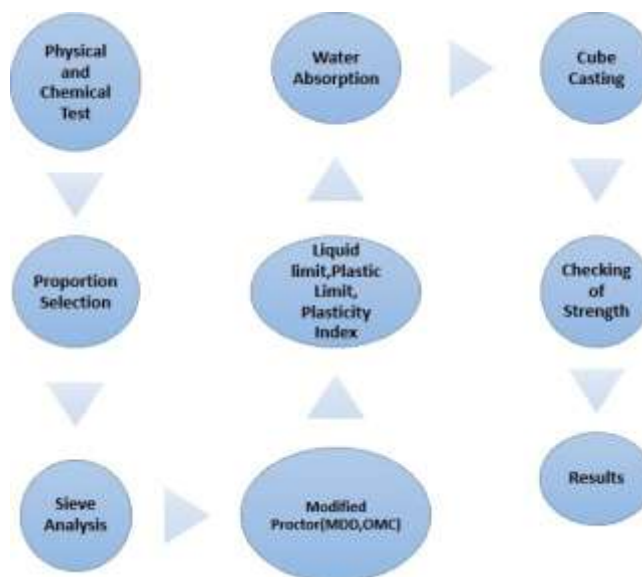 Physical
and
Chemical
Test
Proportion
Selection
Sieve
Analysis
Modified
Proctor(MDD,OMC)
Liquid
limit,Plastic
Limit,
Plasticity
Index
Water
Absorption
Cube
Casting
Checking
of
Strength
Results